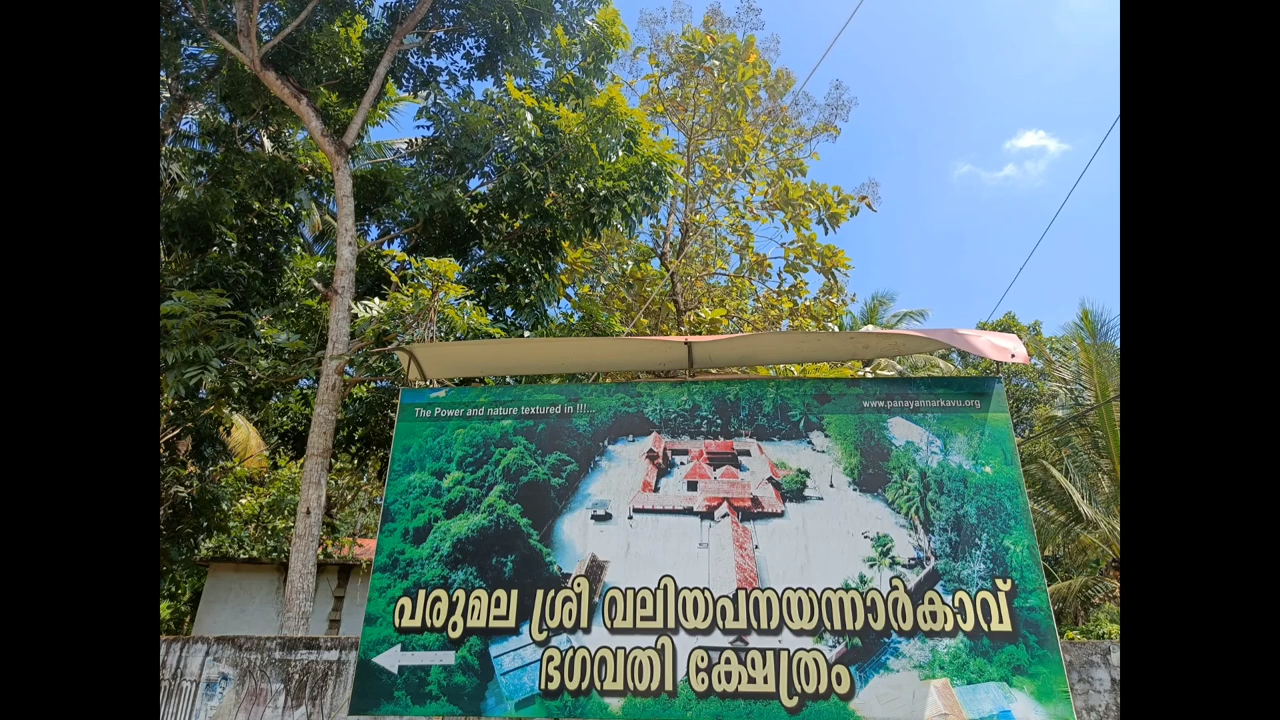 The Power and nature textured in !!!...
www.panayannarkavu.org
പരുമല ശ്രീ വലിയപനയന്നാർകാവ്
ഭഗവതി ക്ഷേത്രം